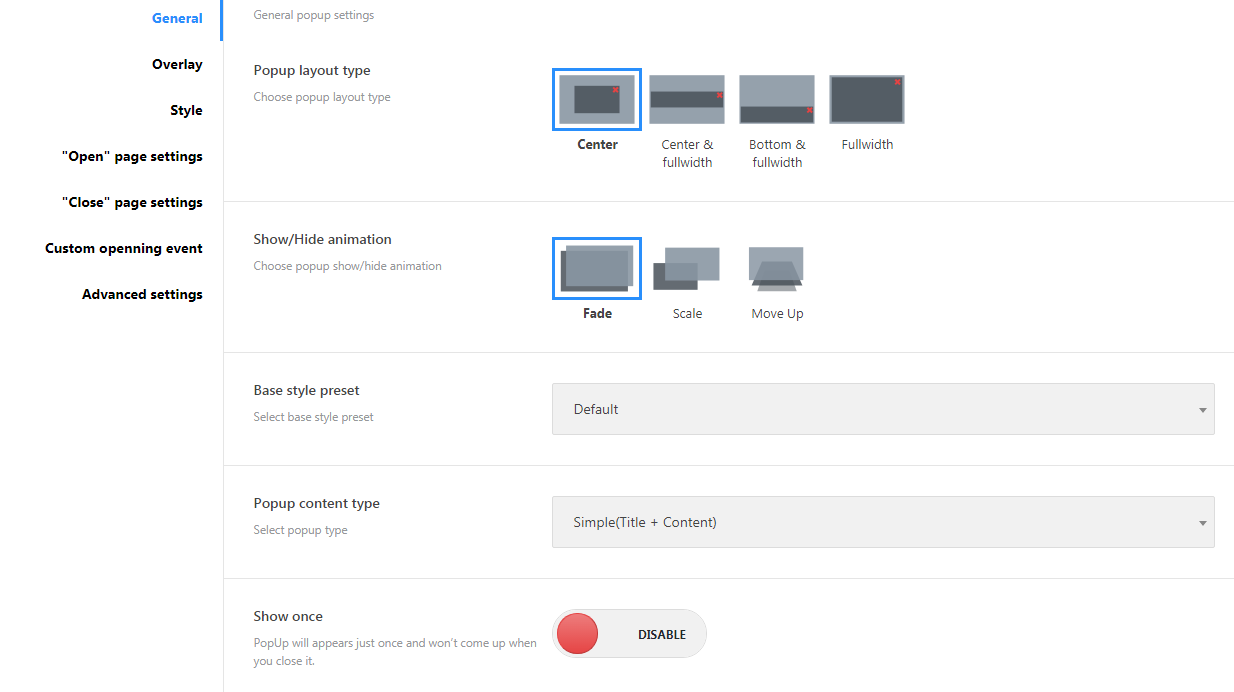 General
Overlay
Style
"Open" page settings
"Close" page settings
Custom openning event
Advanced settings
General popup settings
Popup layout type
Choose popup layout type
Center
Center &
fullwidth
Bottom &
fullwidth
Fullwidth
Show/Hide animation
Choose popup show/hide animation
Fade
Scale
Move Up
Base style preset
Select base style preset
Default
Popup content type
Select popup type
Simple(Title + Content)
Show once
PopUp will appears just once and won't come up when
you close it.
DISABLE